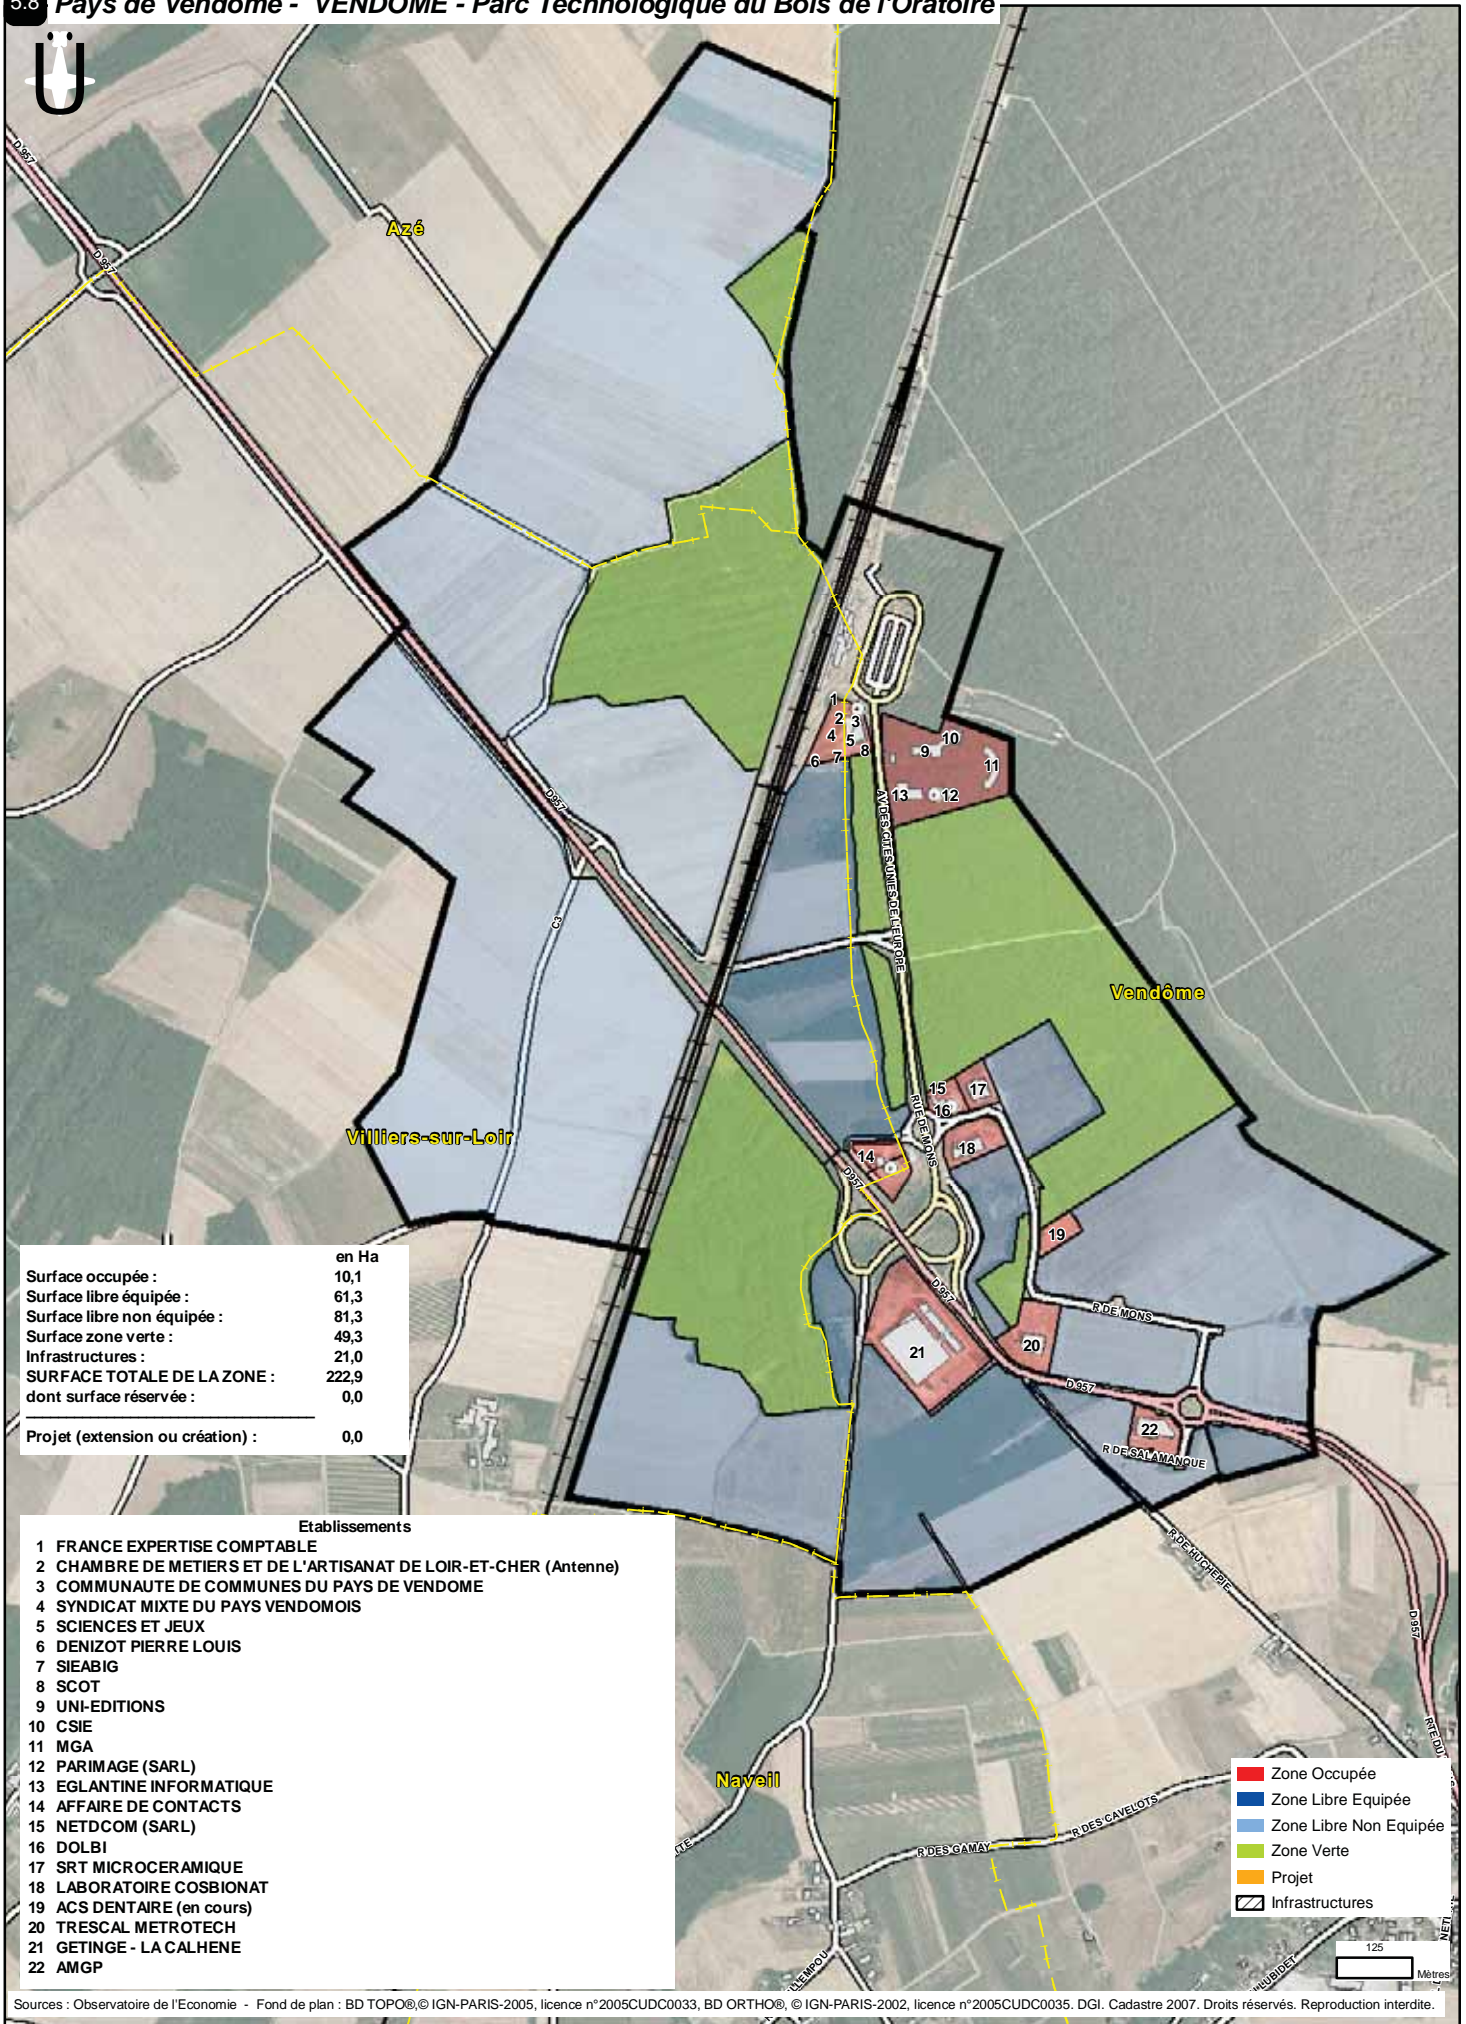 5.8 Pays de Vendôme - VENDOME - Parc Technologique du Bois de l'Oratoire
D 957
Azé
D 957
1
2
3
4
5
6
7
8
9
10
11
12
13
D957
AV DES CITES UNIES DE L'EUROPE
C3
Vendôme
15
17
16
RUE DE MONS
18
Villiers-sur-Loir
14
D957
19
D 957
R DE MONS
20
21
D 957
22
R DE SALAMANQUE
en Ha
Surface occupée : 10,1
Surface libre équipée : 61,3
Surface libre non équipée : 81,3
Surface zone verte : 49,3
Infrastructures : 21,0
SURFACE TOTALE DE LA ZONE : 222,9
dont surface réservée : 0,0
Projet (extension ou création) : 0,0
R DE HUCHEPIE
D 957
RTE DU
Etablissements
1 FRANCE EXPERTISE COMPTABLE
2 CHAMBRE DE METIERS ET DE L'ARTISANAT DE LOIR-ET-CHER (Antenne)
3 COMMUNAUTE DE COMMUNES DU PAYS DE VENDOME
4 SYNDICAT MIXTE DU PAYS VENDOMOIS
5 SCIENCES ET JEUX
6 DENIZOT PIERRE LOUIS
7 SIEABIG
8 SCOT
9 UNI-EDITIONS
10 CSIE
11 MGA
12 PARIMAGE (SARL)
13 EGLANTINE INFORMATIQUE
14 AFFAIRE DE CONTACTS
15 NETDCOM (SARL)
16 DOLBI
17 SRT MICROCERAMIQUE
18 LABORATOIRE COSBIONAT
19 ACS DENTAIRE (en cours)
20 TRESCAL METROTECH
21 GETINGE - LA CALHENE
22 AMGP
Naveil
R DES CAVELOTS
R DES GAMAY
Zone Occupée
Zone Libre Equipée
Zone Libre Non Equipée
Zone Verte
Projet
Infrastructures
125
Mètres
Sources : Observatoire de l'Economie - Fond de plan : BD TOPO®,© IGN-PARIS-2005, licence n°2005CUDC0033, BD ORTHO®, © IGN-PARIS-2002, licence n°2005CUDC0035. DGI. Cadastre 2007. Droits réservés. Reproduction interdite.